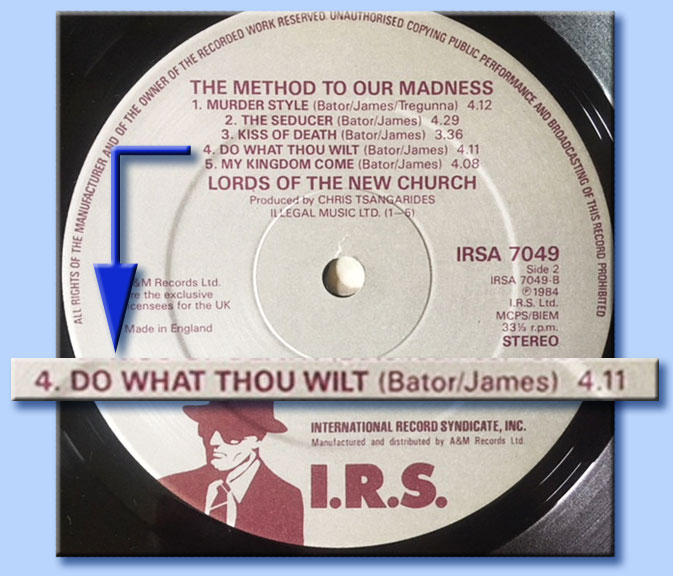 ALL RIGHTS OF THE MANUFACTURER AND OF THE OWNER OF THE RECORDED WORK RESERVED. UNAUTHORISED COPYING PUBLIC PERFORMANCE AND BROADCASTING OF THIS RECORD PROHIBITED
THE METHOD TO OUR MADNESS
1. MURDER STYLE (Bator/James/Tregunna) 4.12
2. THE SEDUCER (Bator/James) 4.29
3. KISS OF DEATH (Bator/James) 3.36
4. DO WHAT THOU WILT (Bator/James) 4.11
5. MY KINGDOM COME (Bator/James) 4.08
LORDS OF THE NEW CHURCH
Produced by CHRIS TSANGARIDES
ILLEGAL MUSIC LTD. (1—5)
IRSA 7049
Side 2
IRSA 7049-B
℗1984
I.R.S. Ltd.
MCPS/BIEM
33⅓ r.p.m.
STEREO
A&M Records Ltd.
are the exclusive
licensees for the UK
Made in England
4. DO WHAT THOU WILT (Bator/James) 4.11
INTERNATIONAL RECORD SYNDICATE, INC.
Manufactured and distributed by A&M Records Ltd.
I.R.S.